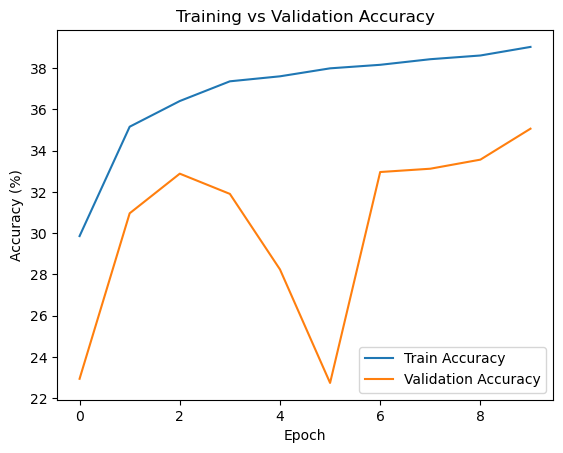 Training vs Validation Accuracy
Accuracy (%)
38
36
34
32
30
28
26
24
22
0
2
4
6
8
Epoch
Train Accuracy
Validation Accuracy